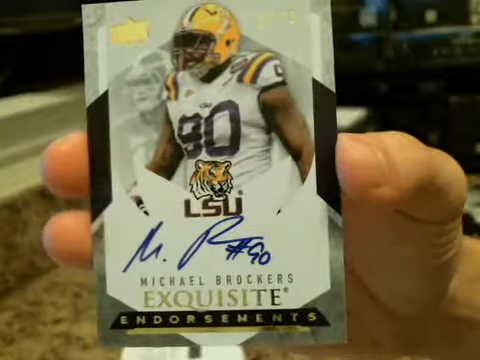 90
LSU
M. B #90
MICHAEL BROCKERS
EXQUISITE®
ENDORSEMENTS